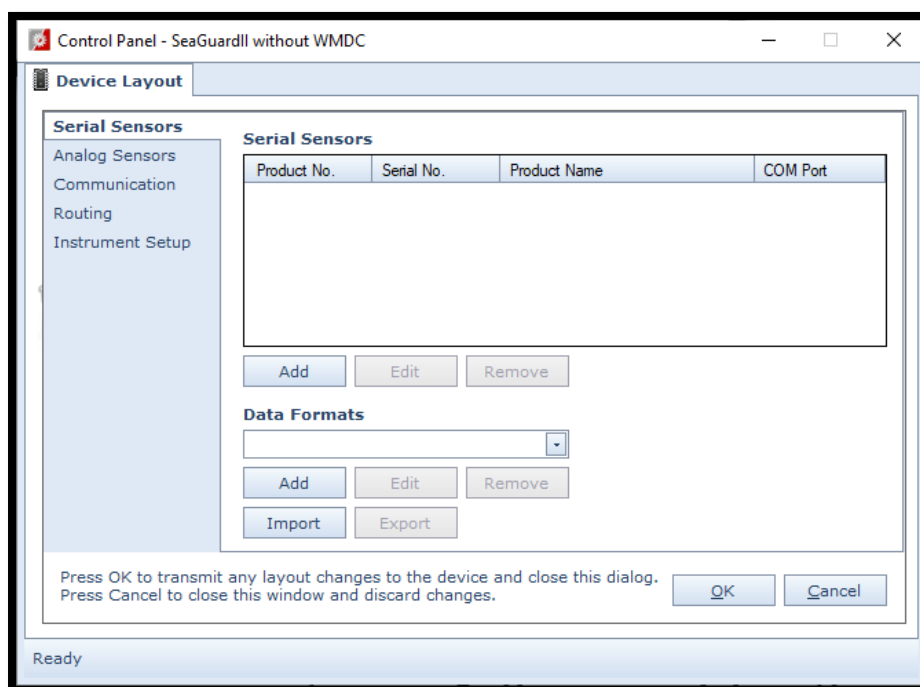 Control Panel - SeaGuardII without WMDC
Device Layout
Serial Sensors
Analog Sensors
Communication
Routing
Instrument Setup
Serial Sensors
Product No. Serial No. Product Name COM Port
Add Edit Remove
Data Formats
Add Edit Remove
Import Export
Press OK to transmit any layout changes to the device and close this dialog.
Press Cancel to close this window and discard changes.
OK Cancel
Ready